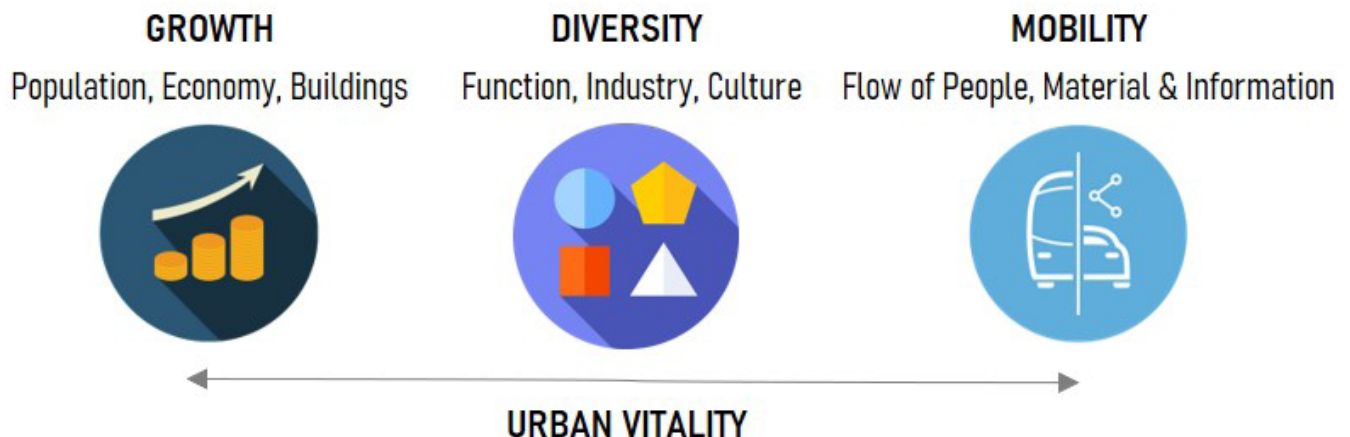 GROWTH
Population, Economy, Buildings
DIVERSITY
Function, Industry, Culture
MOBILITY
Flow of People, Material & Information
URBAN VITALITY